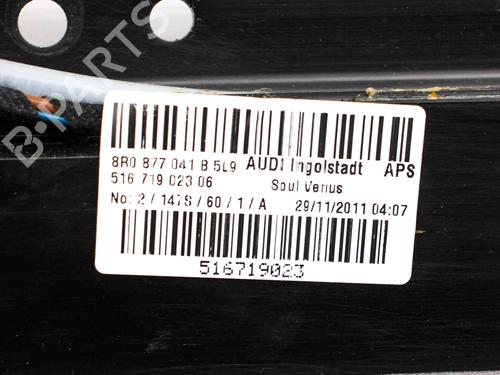 B-PARTS
8R0 877 041 B 5L9 AUDI Ingolstadt APS
516 719 023 06 Soul Venus
No: 2 / 147S / 60 / 1 / A 29/11/2011 04:07
516719023